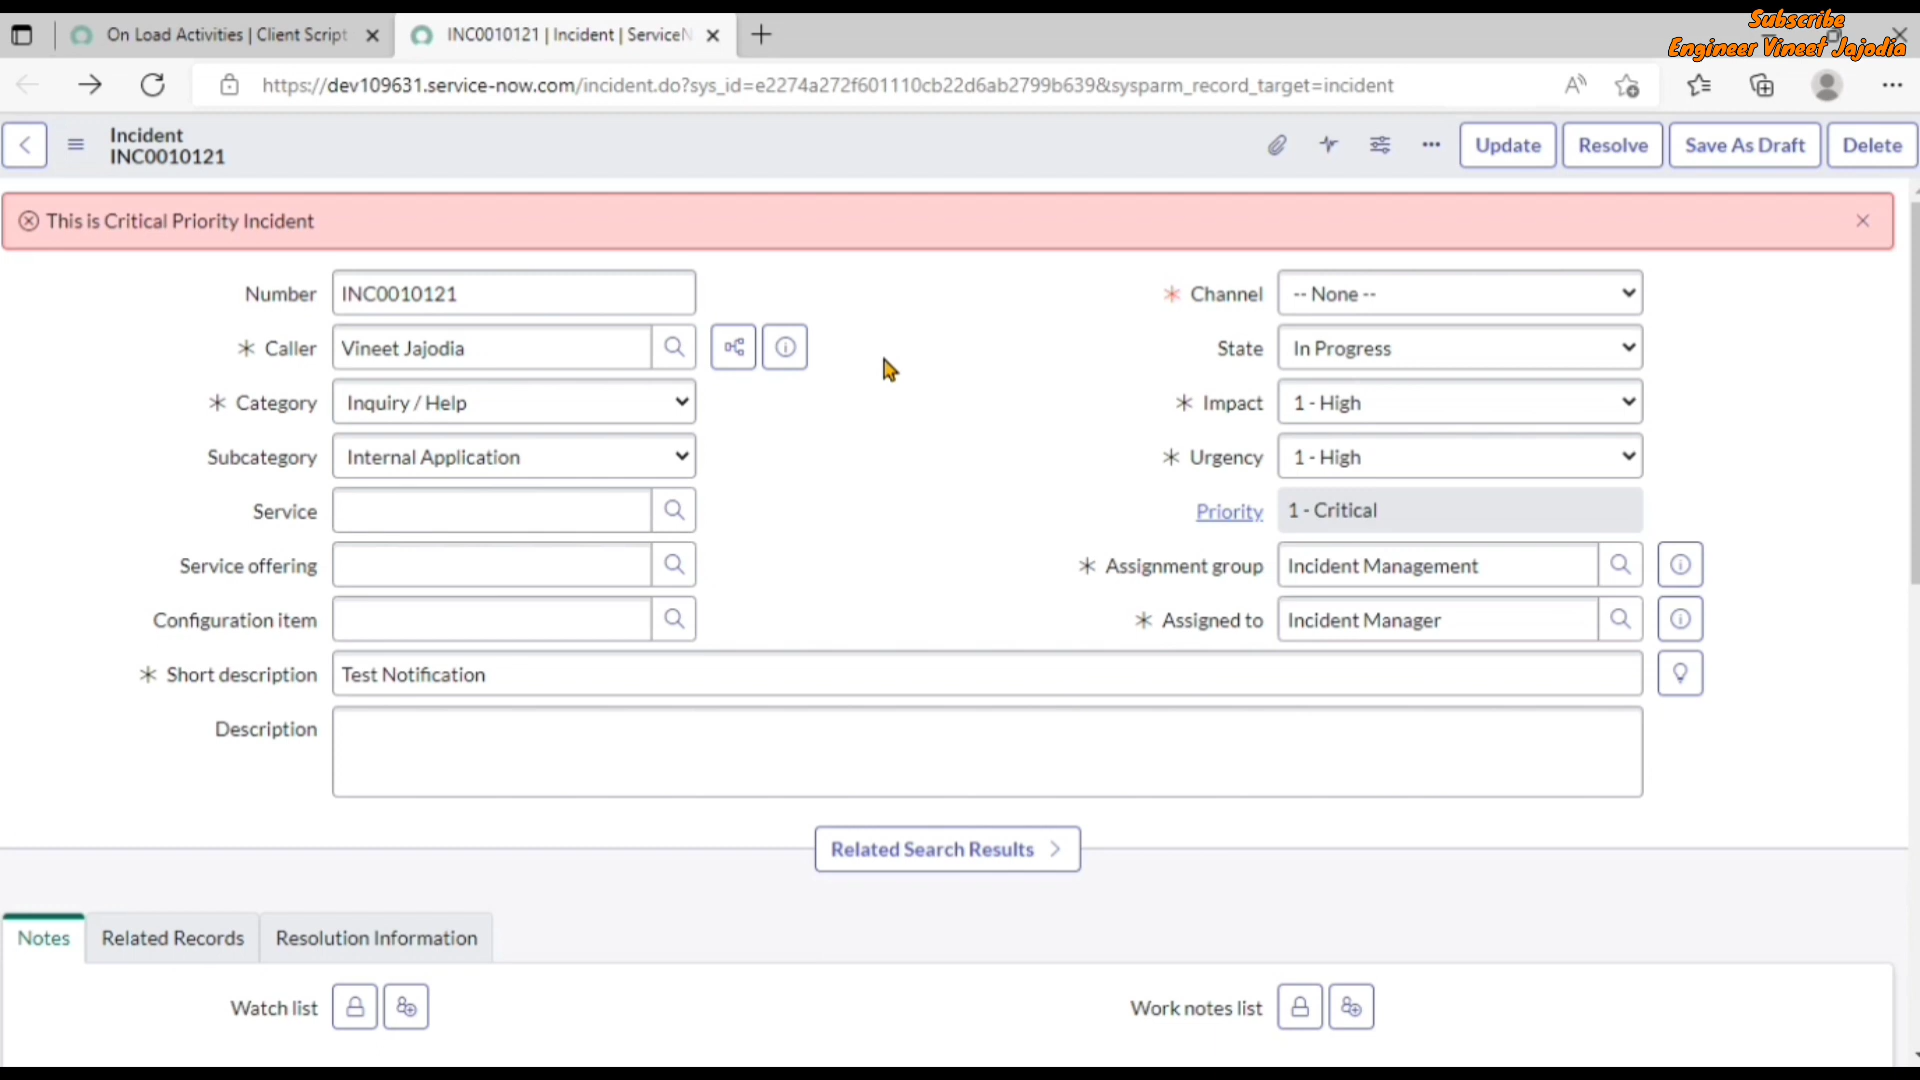 Subscribe
Engineer Vineet Jajodia
On Load Activities | Client Script
INC0010121 | Incident | ServiceN
https://dev109631.service-now.com/incident.do?sys_id=e2274a272f601110cb22d6ab2799b639&sysparm_record_target=incident
Incident
INC0010121
Update
Resolve
Save As Draft
Delete
This is Critical Priority Incident
Number INC0010121
Channel -- None --
* Caller Vineet Jajodia
State In Progress
* Category Inquiry / Help
* Impact 1 - High
Subcategory Internal Application
* Urgency 1 - High
Service
Priority 1 - Critical
Service offering
* Assignment group Incident Management
Configuration item
* Assigned to Incident Manager
* Short description Test Notification
Description
Related Search Results
Notes
Related Records
Resolution Information
Watch list
Work notes list